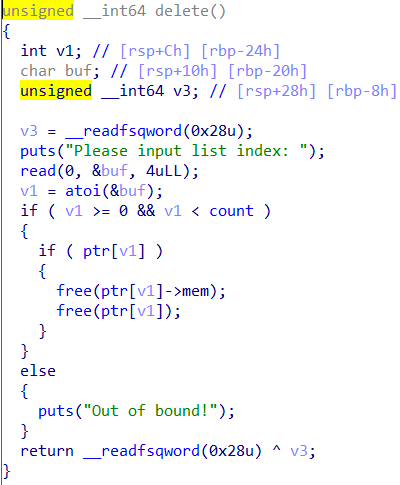 unsigned __int64 delete()
{
  int v1; // [rsp+Ch] [rbp-24h]
  char buf; // [rsp+10h] [rbp-20h]
  unsigned __int64 v3; // [rsp+28h] [rbp-8h]

  v3 = __readfsqword(0x28u);
  puts("Please input list index: ");
  read(0, &buf, 4uLL);
  v1 = atoi(&buf);
  if ( v1 >= 0 && v1 < count )
  {
    if ( ptr[v1] )
    {
      free(ptr[v1]->mem);
      free(ptr[v1]);
    }
  }
  else
  {
    puts("Out of bound!");
  }
  return __readfsqword(0x28u) ^ v3;
}